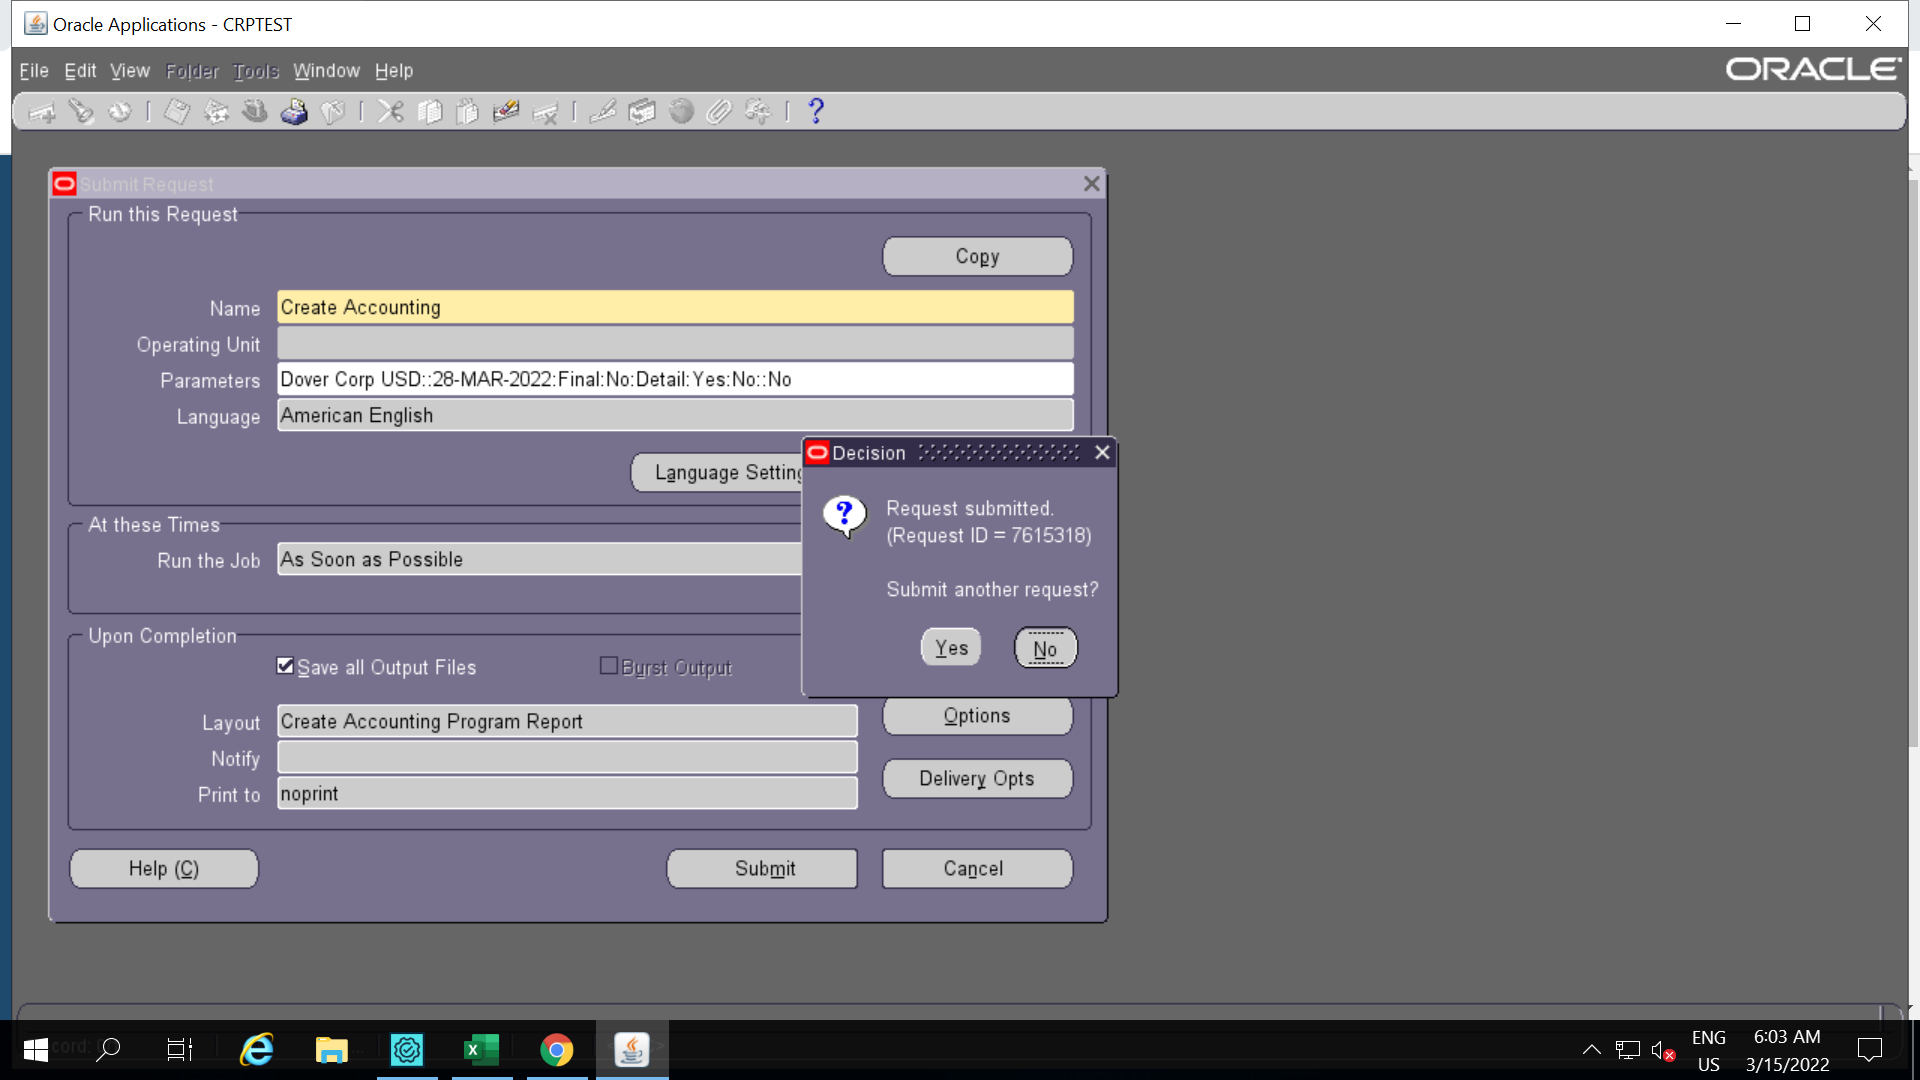 Oracle Applications - CRPTEST
File Edit View Folder Tools Window Help
ORACLE
Submit Request
Run this Request
Copy
Name Create Accounting
Operating Unit
Parameters Dover Corp USD::28-MAR-2022:Final:No:Detail:Yes:No::No
Language American English
Language Setting
At these Times
Run the Job As Soon as Possible
Upon Completion
Save all Output Files Burst Output
Layout Create Accounting Program Report
Notify
Print to noprint
Options
Delivery Opts
Help (C) Submit Cancel
Decision
Request submitted.
(Request ID = 7615318)
Submit another request?
Yes No
ENG
US
6:03 AM
3/15/2022